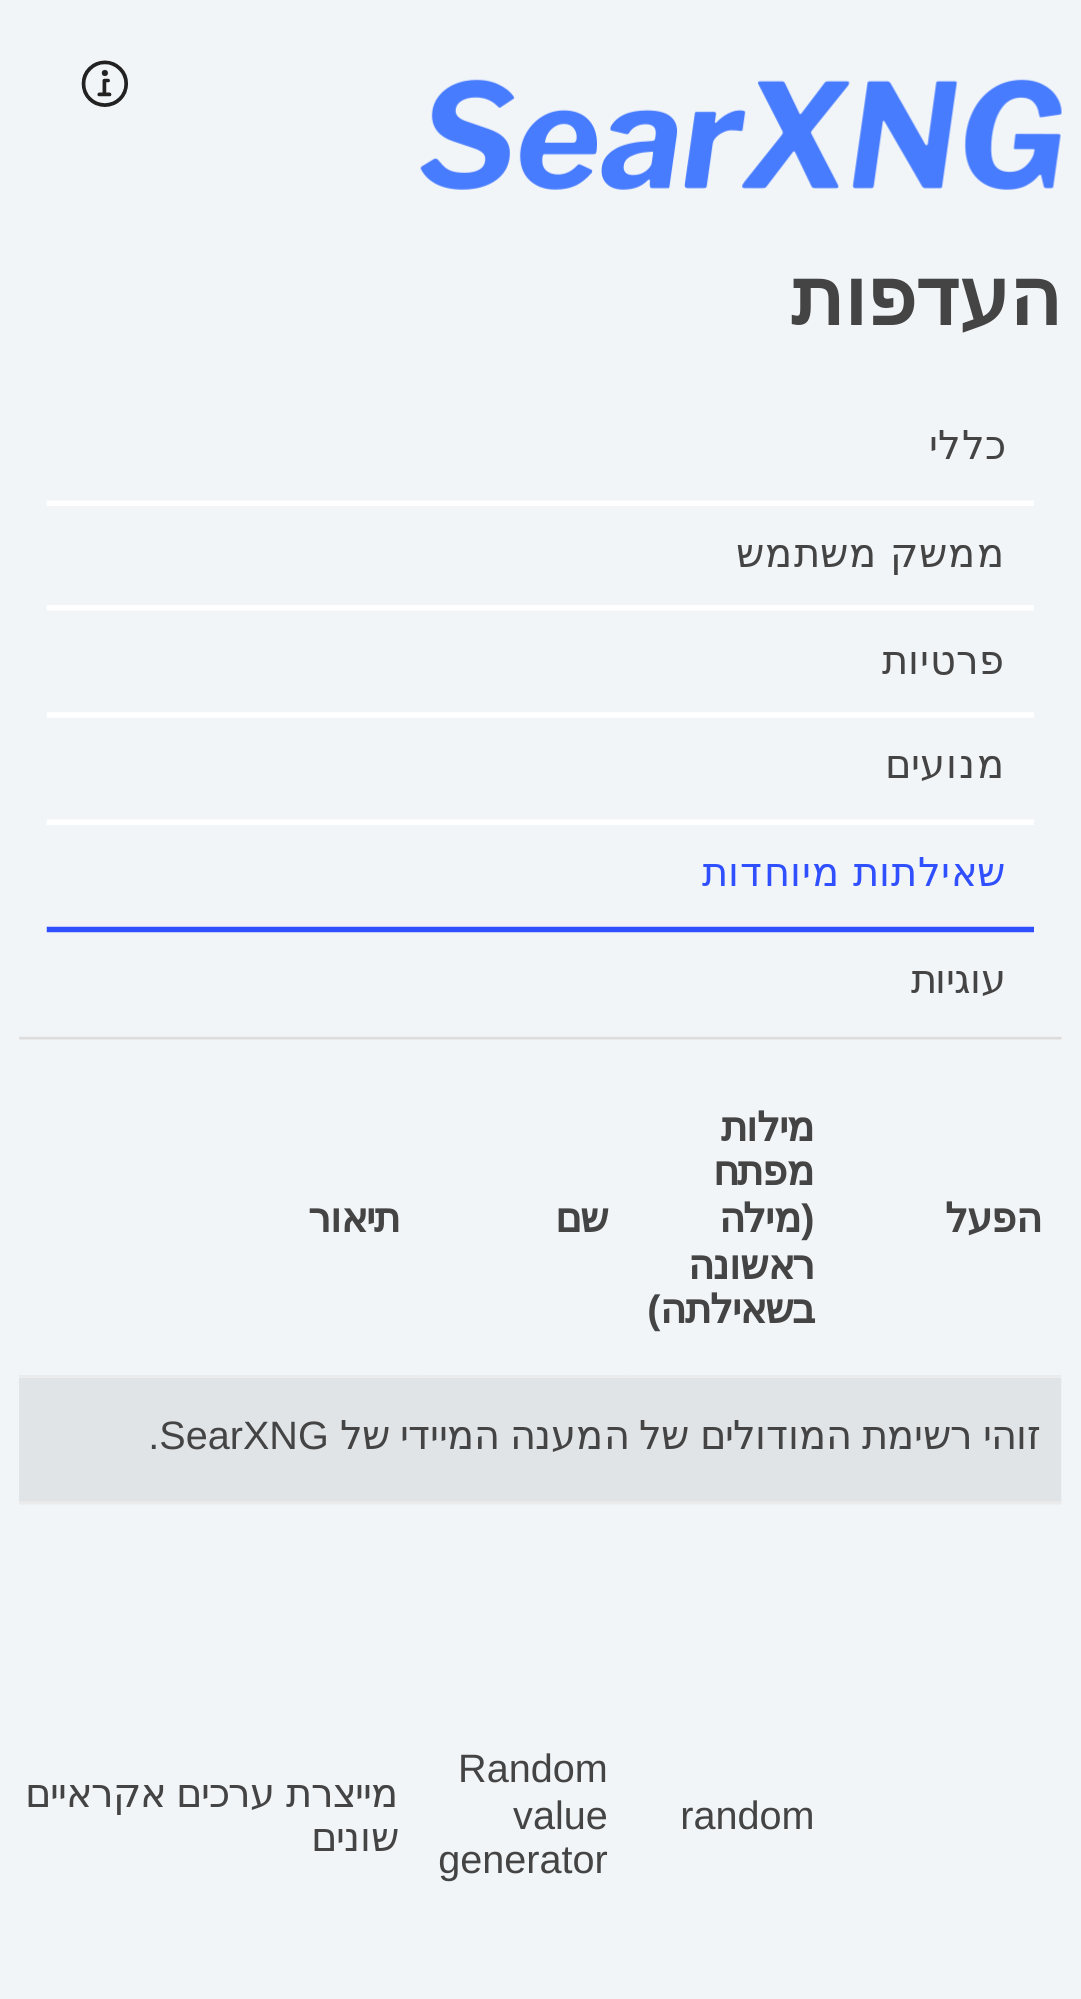 SearXNG
העדפות
כללי
ממשק משתמש
פרטיות
מנועים
שאילתות מיוחדות
עוגיות
הפעל
מילות
מפתח
(מילה
ראשונה
בשאילתה)
שם
תיאור
זוהי רשימת המודולים של המענה המיידי של SearXNG.
random
Random
value
generator
מייצרת ערכים אקראיים
שונים